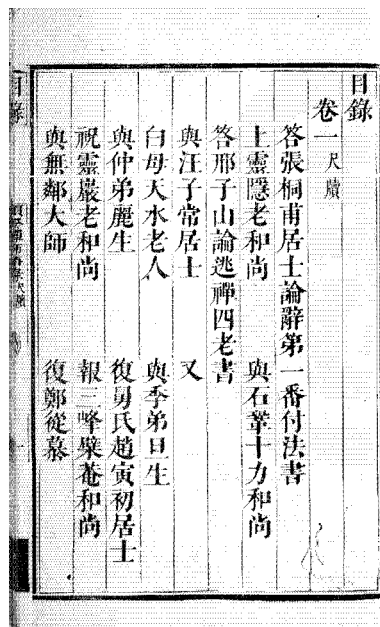 目錄
卷一尺牘
答張桐甫居士論辭第一番付法書
上靈隱老和尚
與石葦十力和尚
答邢子山論逃禪四老書
與汪子常居士
又
白母天水老人
與季弟旦生
與仲弟麗生
復舅氏趙寅初居士
祝靈巖老和尚
報三峰檗菴和尚
與無鄰大師
復鄭從慕
目錄